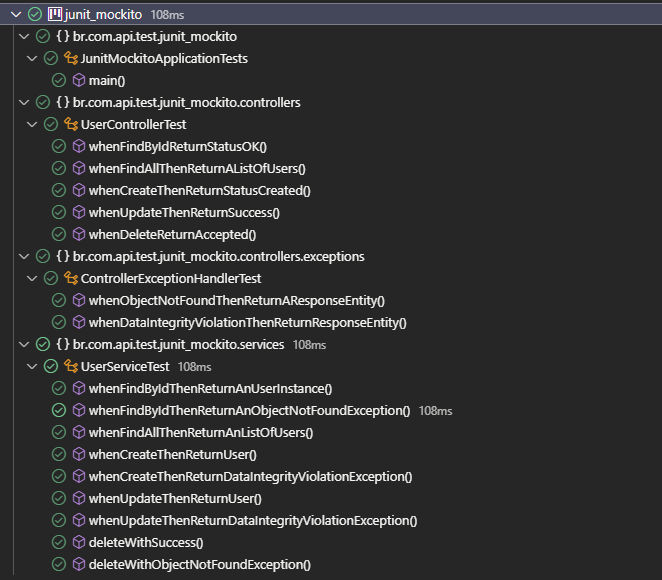 junit_mockito 108ms
{ } br.com.api.test.junit_mockito
JunitMockitoApplicationTests
main()
{ } br.com.api.test.junit_mockito.controllers
UserControllerTest
whenFindByIdReturnStatusOK()
whenFindAllThenReturnAListOfUsers()
whenCreateThenReturnStatusCreated()
whenUpdateThenReturnSuccess()
whenDeleteReturnAccepted()
{ } br.com.api.test.junit_mockito.controllers.exceptions
ControllerExceptionHandlerTest
whenObjectNotFoundThenReturnAResponseEntity()
whenDataIntegrityViolationThenReturnResponseEntity()
{ } br.com.api.test.junit_mockito.services 108ms
UserServiceTest 108ms
whenFindByIdThenReturnAnUserInstance()
whenFindByIdThenReturnAnObjectNotFoundException() 108ms
whenFindAllThenReturnAnListOfUsers()
whenCreateThenReturnUser()
whenCreateThenReturnDataIntegrityViolationException()
whenUpdateThenReturnUser()
whenUpdateThenReturnDataIntegrityViolationException()
deleteWithSuccess()
deleteWithObjectNotFoundException()